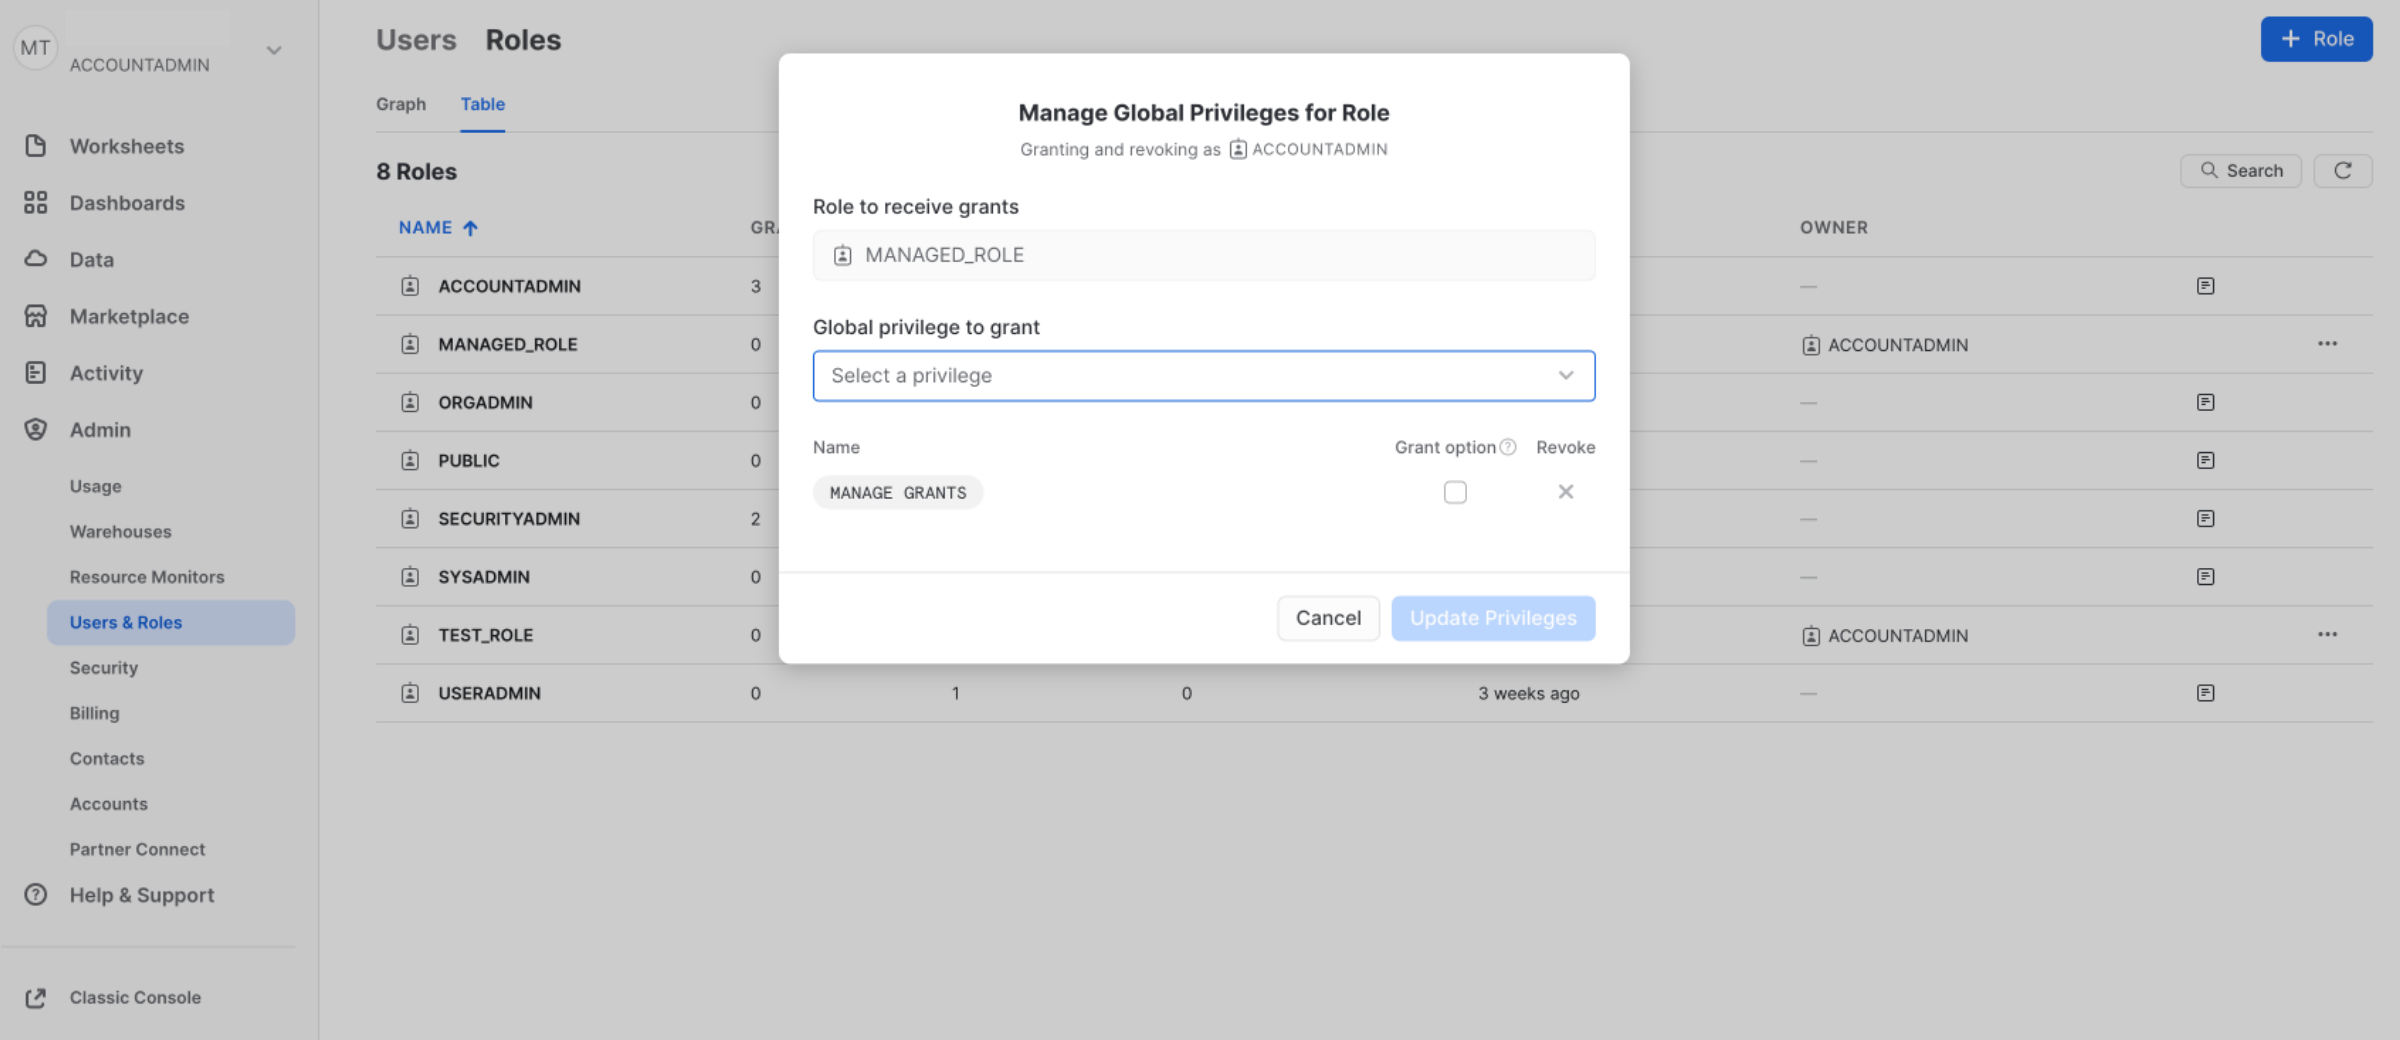 MT
ACCOUNTADMIN
Worksheets
Dashboards
Data
Marketplace
Activity
Admin
Usage
Warehouses
Resource Monitors
Users & Roles
Security
Billing
Contacts
Accounts
Partner Connect
Help & Support
Classic Console
Users Roles
+ Role
Graph Table
8 Roles
Search
NAME GRA OWNER
ACCOUNTADMIN 3 —
MANAGED_ROLE 0 ACCOUNTADMIN
ORGADMIN 0 —
PUBLIC 0 —
SECURITYADMIN 2 —
SYSADMIN 0 —
TEST_ROLE 0 ACCOUNTADMIN
USERADMIN 0 1 0 3 weeks ago —
Manage Global Privileges for Role
Granting and revoking as ACCOUNTADMIN
Role to receive grants
MANAGED_ROLE
Global privilege to grant
Select a privilege
Name Grant option Revoke
MANAGE GRANTS
Cancel Update Privileges